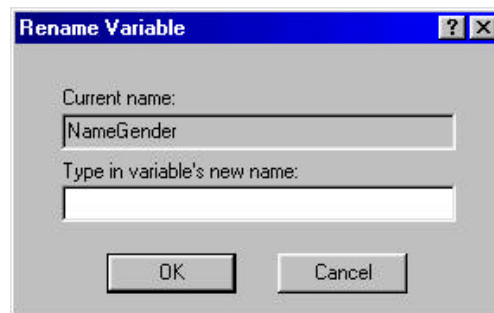 Rename Variable
Current name:
NameGender
Type in variable's new name:
OK Cancel